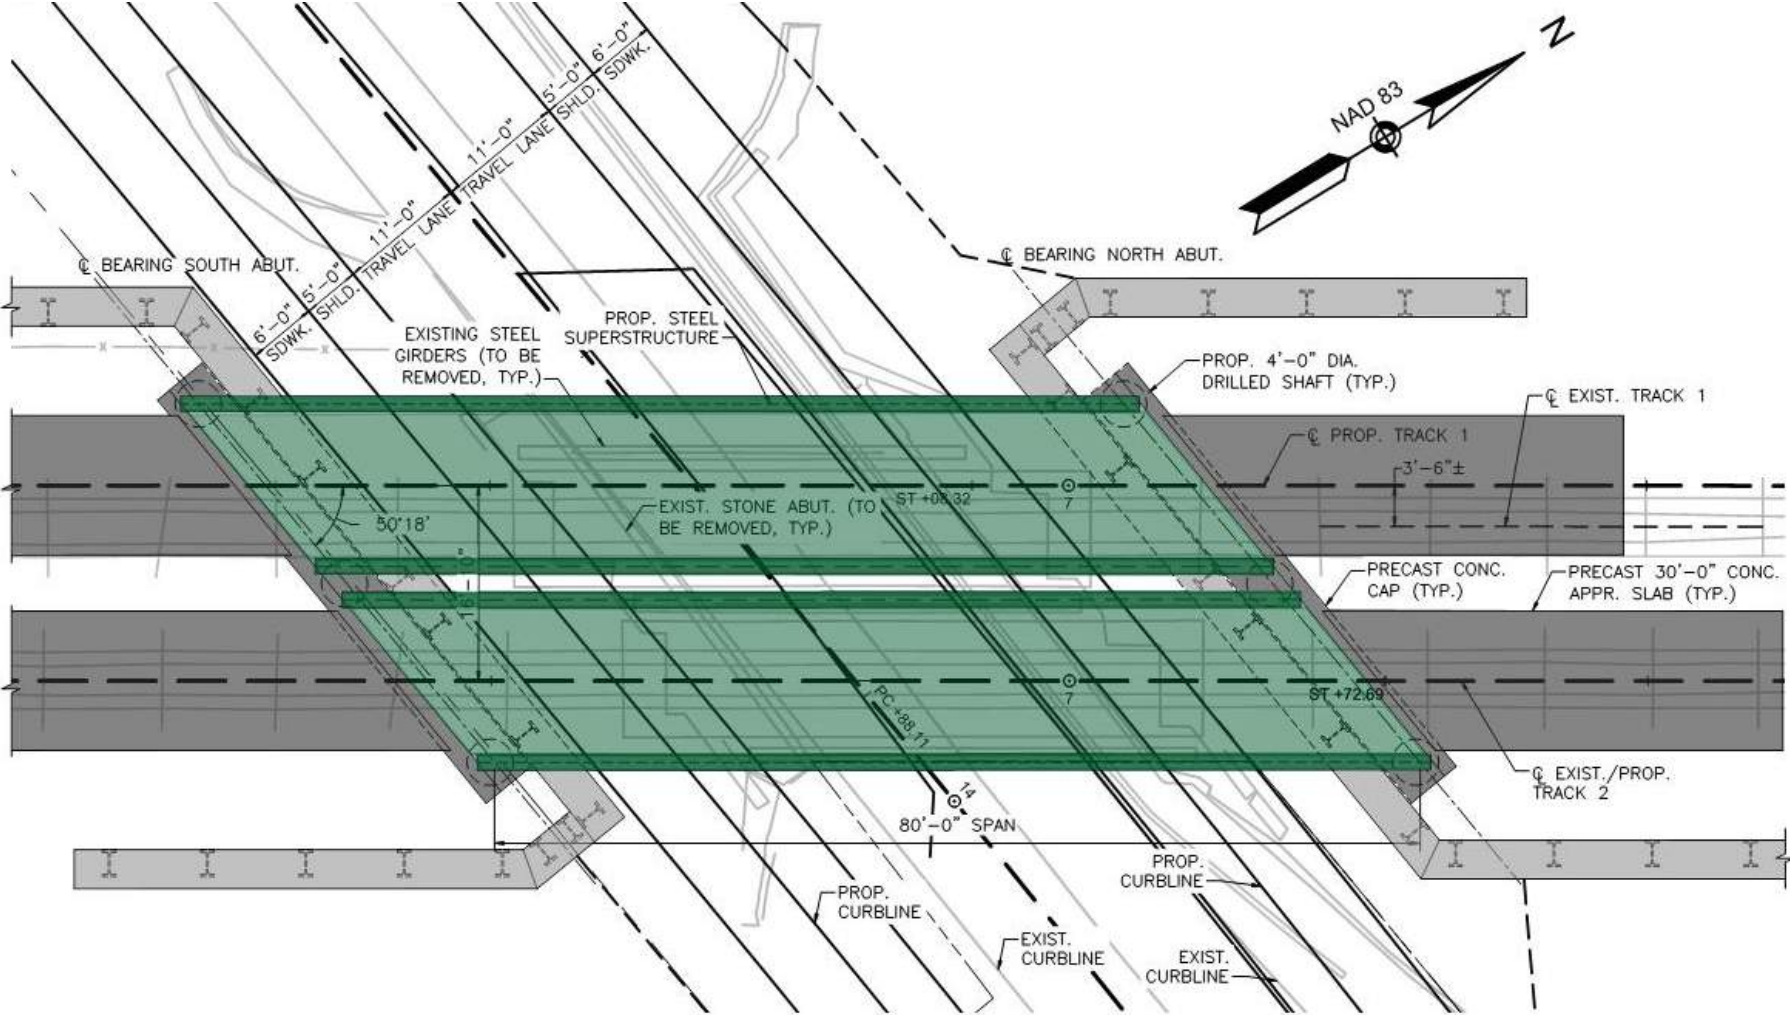 6'-0"
SDWK.
5'-0"
SHLD.
11'-0"
TRAVEL LANE
11'-0"
TRAVEL LANE
5'-0"
SHLD.
6'-0"
SDWK.
N
NAD 83
℄ BEARING SOUTH ABUT.
℄ BEARING NORTH ABUT.
EXISTING STEEL
GIRDERS (TO BE
REMOVED, TYP.)
PROP. STEEL
SUPERSTRUCTURE
PROP. 4'-0" DIA.
DRILLED SHAFT (TYP.)
℄ EXIST. TRACK 1
℄ PROP. TRACK 1
3'-6"±
ST +08.32
7
EXIST. STONE ABUT. (TO
BE REMOVED, TYP.)
50°18'
16'-0"
PRECAST CONC.
CAP (TYP.)
PRECAST 30'-0" CONC.
APPR. SLAB (TYP.)
7
ST +72.69
PC +88.11
℄ EXIST./PROP.
TRACK 2
14
80'-0" SPAN
PROP.
CURBLINE
PROP.
CURBLINE
EXIST.
CURBLINE
EXIST.
CURBLINE